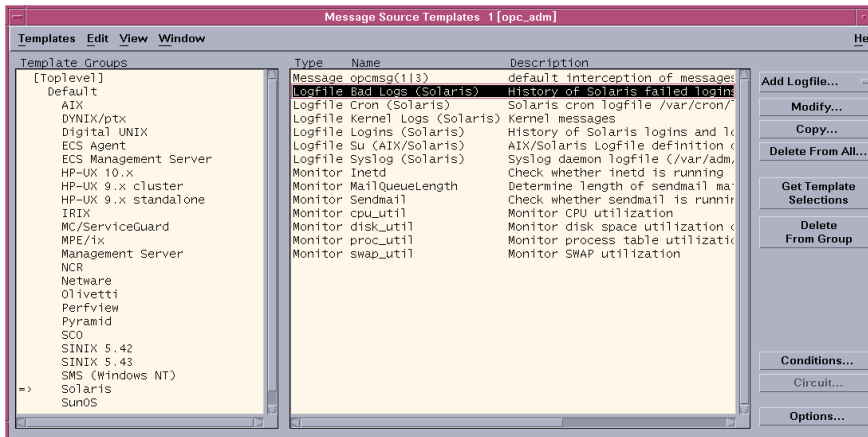 Message Source Templates 1 [opc_adm]
Templates Edit View Window He
Template Groups
[Toplevel]
Default
AIX
DYNIX/ptx
Digital UNIX
ECS Agent
ECS Management Server
HP-UX 10.x
HP-UX 9.x cluster
HP-UX 9.x standalone
IRIX
MC/ServiceGuard
MPE/ix
Management Server
NCR
Netware
Olivetti
Perfview
Pyramid
SCO
SINIX 5.42
SINIX 5.43
SMS (Windows NT)
=> Solaris
SunOS
Type Name Description
Message opcmsg(1|3) default interception of messages
Logfile Bad Logs (Solaris) History of Solaris failed logins
Logfile Cron (Solaris) Solaris cron logfile /var/cron/
Logfile Kernel Logs (Solaris) Kernel messages
Logfile Logins (Solaris) History of Solaris logins and lo
Logfile Su (AIX/Solaris) AIX/Solaris Logfile definition
Logfile Syslog (Solaris) Syslog daemon logfile (/var/adm,
Monitor Inetd Check whether inetd is running
Monitor MailQueueLength Determine length of sendmail mai
Monitor Sendmail Check whether sendmail is runnin
Monitor cpu_util Monitor CPU utilization
Monitor disk_util Monitor disk space utilization
Monitor proc_util Monitor process table utilizatio
Monitor swap_util Monitor SWAP utilization
Add Logfile...
Modify...
Copy...
Delete From All...
Get Template
Selections
Delete
From Group
Conditions...
Circuit...
Options...